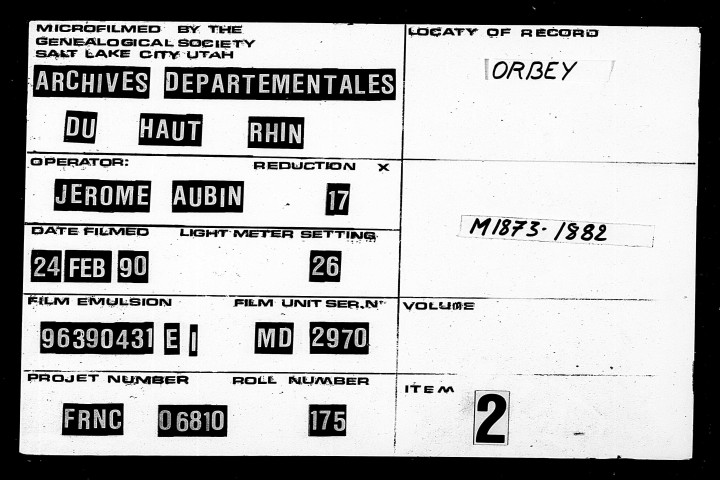 MICROFILMED BY THE
GENEALOGICAL SOCIETY
SALT LAKE CITY UTAH
ARCHIVES DEPARTEMENTALES
DU HAUT RHIN
OPERATOR: REDUCTION X
JEROME AUBIN 17
DATE FILMED LIGHT METER SETTING
24 FEB 90 26
FILM EMULSION FILM UNIT SER.N°
96390431 E I MD 2970
PROJET NUMBER ROLL NUMBER
FRNC 06810 175
LOCATY OF RECORD
ORBEY
M1873-1882
VOLUME
ITEM
2